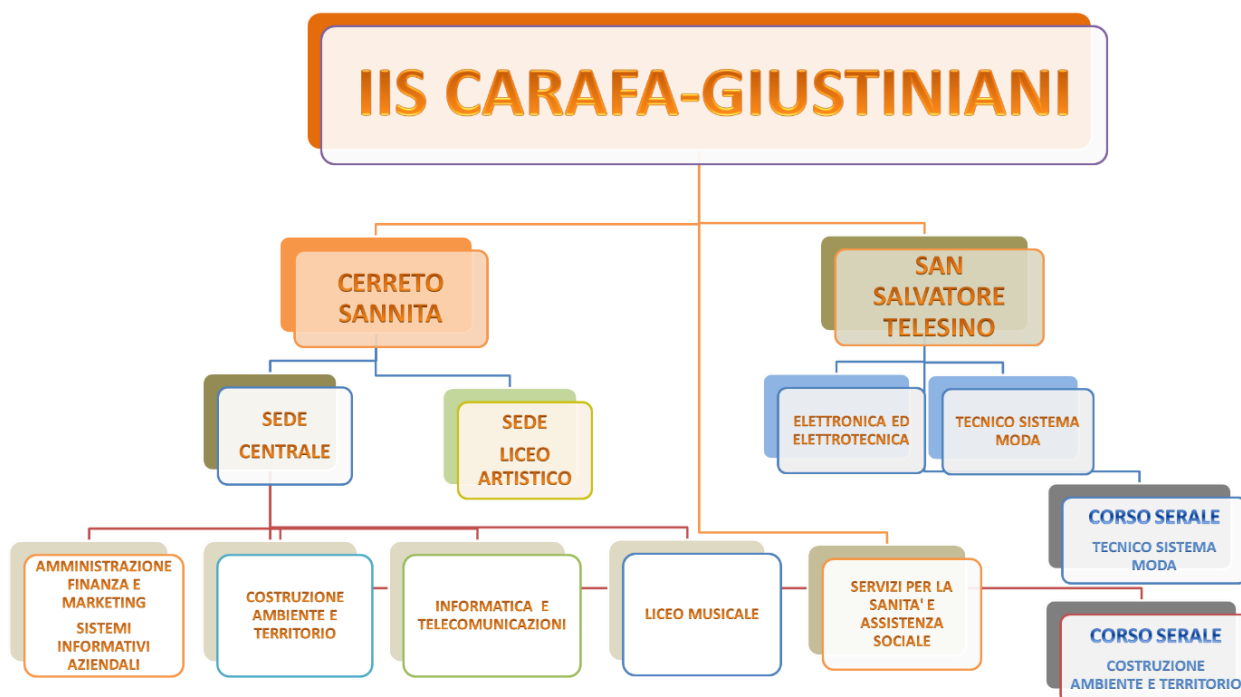 IIS CARAFA-GIUSTINIANI
CERRETO
SANNITA
SAN
SALVATORE
TELESINO
SEDE
CENTRALE
SEDE
LICEO
ARTISTICO
ELETTRONICA ED
ELETTROTECNICA
TECNICO SISTEMA
MODA
CORSO SERALE
TECNICO SISTEMA
MODA
AMMINISTRAZIONE
FINANZA E
MARKETING
SISTEMI
INFORMATIVI
AZIENDALI
COSTRUZIONE
AMBIENTE E
TERRITORIO
INFORMATICA E
TELECOMUNICAZIONI
LICEO MUSICALE
SERVIZI PER LA
SANITA' E
ASSISTENZA
SOCIALE
CORSO SERALE
COSTRUZIONE
AMBIENTE E TERRITORIO